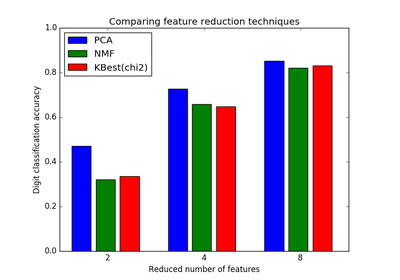 Comparing feature reduction techniques
1.0
PCA
NMF
KBest(chi2)
0.8
0.6
0.4
0.2
0.0
Digit classification accuracy
2 4 8
Reduced number of features